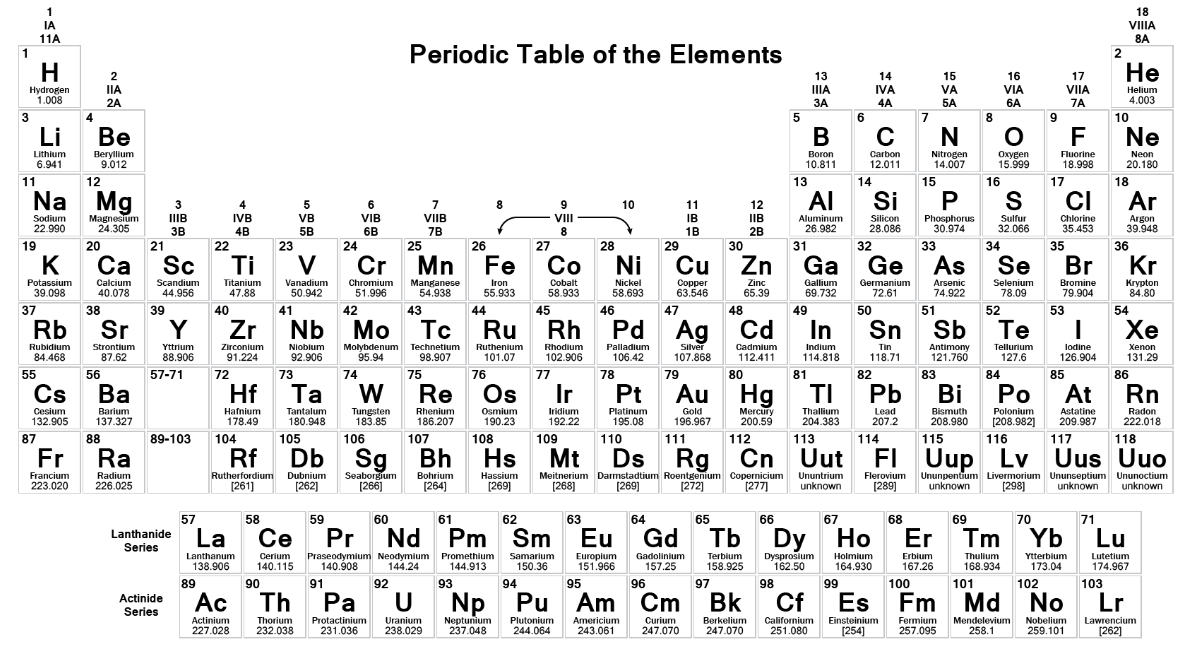 1 18
IA VIIIA
11A 8A
Periodic Table of the Elements
1 2
H He
Hydrogen Helium
1.008 4.003
2 13 14 15 16 17
IIA IIIA IVA VA VIA VIIA
2A 3A 4A 5A 6A 7A
3 4 5 6 7 8 9 10
Li Be B C N O F Ne
Lithium Beryllium Boron Carbon Nitrogen Oxygen Fluorine Neon
6.941 9.012 10.811 12.011 14.007 15.999 18.998 20.180
11 12 13 14 15 16 17 18
Na Mg Al Si P S Cl Ar
Sodium Magnesium Aluminum Silicon Phosphorus Sulfur Chlorine Argon
22.990 24.305 26.982 28.086 30.974 32.066 35.453 39.948
3 4 5 6 7 8 9 10 11 12
IIIB IVB VB VIB VIIB VIII IB IIB
3B 4B 5B 6B 7B 8 1B 2B
19 20 21 22 23 24 25 26 27 28 29 30 31 32 33 34 35 36
K Ca Sc Ti V Cr Mn Fe Co Ni Cu Zn Ga Ge As Se Br Kr
Potassium Calcium Scandium Titanium Vanadium Chromium Manganese Iron Cobalt Nickel Copper Zinc Gallium Germanium Arsenic Selenium Bromine Krypton
39.098 40.078 44.956 47.88 50.942 51.996 54.938 55.933 58.933 58.693 63.546 65.39 69.732 72.61 74.922 78.09 79.904 84.80
37 38 39 40 41 42 43 44 45 46 47 48 49 50 51 52 53 54
Rb Sr Y Zr Nb Mo Tc Ru Rh Pd Ag Cd In Sn Sb Te I Xe
Rubidium Strontium Yttrium Zirconium Niobium Molybdenum Technetium Ruthenium Rhodium Palladium Silver Cadmium Indium Tin Antimony Tellurium Iodine Xenon
84.468 87.62 88.906 91.224 92.906 95.94 98.907 101.07 102.906 106.42 107.868 112.411 114.818 118.71 121.760 127.6 126.904 131.29
55 56 57-71 72 73 74 75 76 77 78 79 80 81 82 83 84 85 86
Cs Ba Hf Ta W Re Os Ir Pt Au Hg Tl Pb Bi Po At Rn
Cesium Barium Hafnium Tantalum Tungsten Rhenium Osmium Iridium Platinum Gold Mercury Thallium Lead Bismuth Polonium Astatine Radon
132.905 137.327 178.49 180.948 183.85 186.207 190.23 192.22 195.08 196.967 200.59 204.383 207.2 208.980 [208.982] 209.987 222.018
87 88 89-103 104 105 106 107 108 109 110 111 112 113 114 115 116 117 118
Fr Ra Rf Db Sg Bh Hs Mt Ds Rg Cn Uut Fl Uup Lv Uus Uuo
Francium Radium Rutherfordium Dubnium Seaborgium Bohrium Hassium Meitnerium Darmstadtium Roentgenium Copernicium Ununtrium Flerovium Ununpentium Livermorium Ununseptium Ununoctium
223.020 226.025 [261] [262] [266] [264] [269] [268] [269] [272] [277] unknown [289] unknown [298] unknown unknown
Lanthanide
Series
57 58 59 60 61 62 63 64 65 66 67 68 69 70 71
La Ce Pr Nd Pm Sm Eu Gd Tb Dy Ho Er Tm Yb Lu
Lanthanum Cerium Praseodymium Neodymium Promethium Samarium Europium Gadolinium Terbium Dysprosium Holmium Erbium Thulium Ytterbium Lutetium
138.906 140.115 140.908 144.24 144.913 150.36 151.966 157.25 158.925 162.50 164.930 167.26 168.934 173.04 174.967
Actinide
Series
89 90 91 92 93 94 95 96 97 98 99 100 101 102 103
Ac Th Pa U Np Pu Am Cm Bk Cf Es Fm Md No Lr
Actinium Thorium Protactinium Uranium Neptunium Plutonium Americium Curium Berkelium Californium Einsteinium Fermium Mendelevium Nobelium Lawrencium
227.028 232.038 231.036 238.029 237.048 244.064 243.061 247.070 247.070 251.080 [254] 257.095 258.1 259.101 [262]